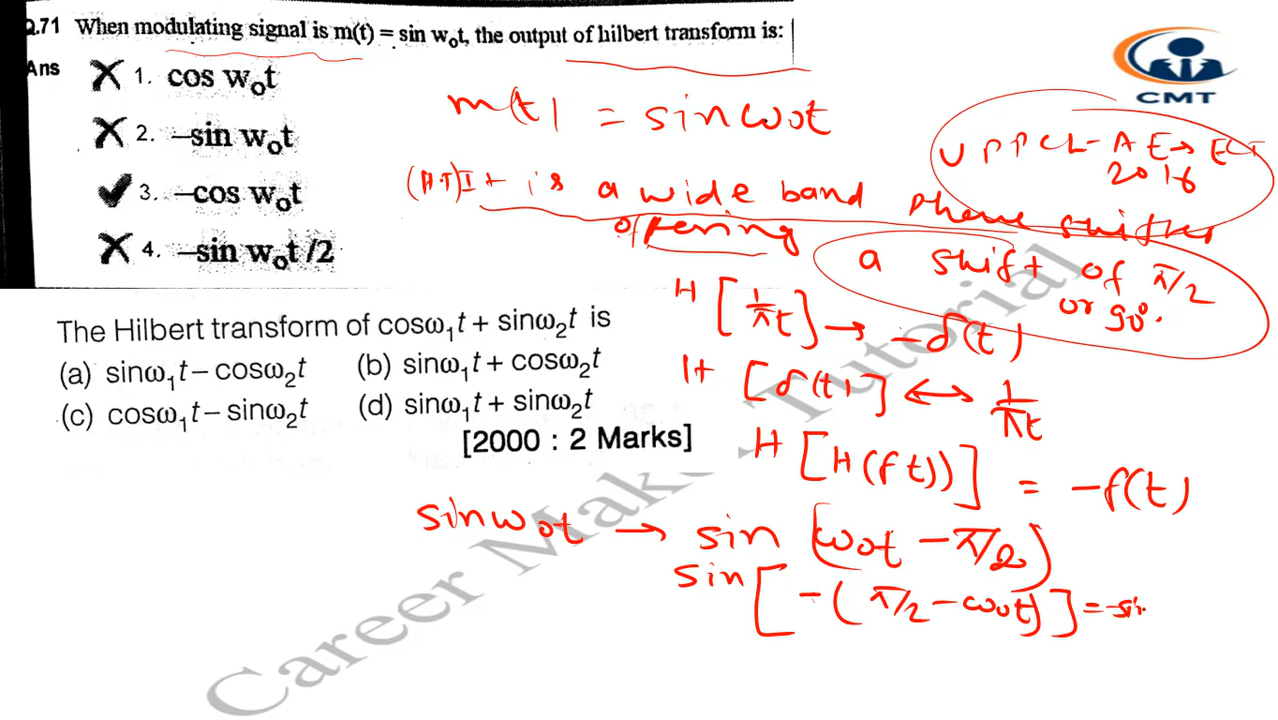 Q.71 When modulating signal is m(t) = sin w₀t, the output of hilbert transform is:
Ans
1. cos w₀t
2. –sin w₀t
3. –cos w₀t
4. –sin w₀t /2
CMT
UPPCL-AE→
2016
m(t) = sinω₀t
(H.T) It is a wide band phase shifter
offering a shift of π/2
or 90°.
H [1/πt] → -δ(t)
H [δ(t)] ↔ 1/πt
H [H(f t))] = -f(t)
The Hilbert transform of cosω₁t + sinω₂t is
(a) sinω₁t – cosω₂t (b) sinω₁t + cosω₂t
(c) cosω₁t – sinω₂t (d) sinω₁t + sinω₂t
[2000 : 2 Marks]
sinω₀t → sin (ω₀t - π/2)
sin [-(π/2 - ω₀t)] = -si
Career Maker Tutorial